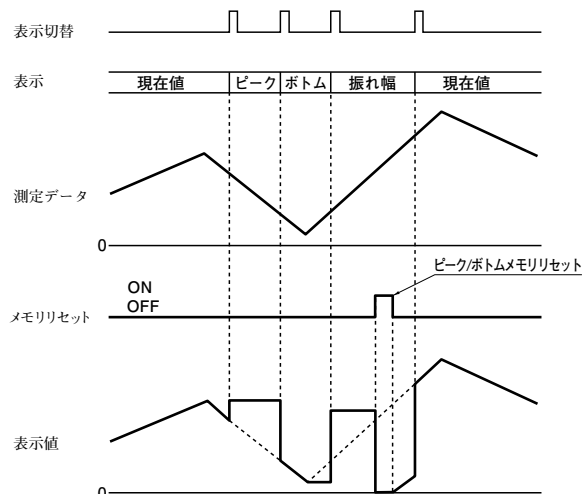 表示切替
表示 現在値 ピーク ボトム 振れ幅 現在値
測定データ
0
ピーク/ボトムメモリリセット
ON
OFF
メモリリセット
表示値
0